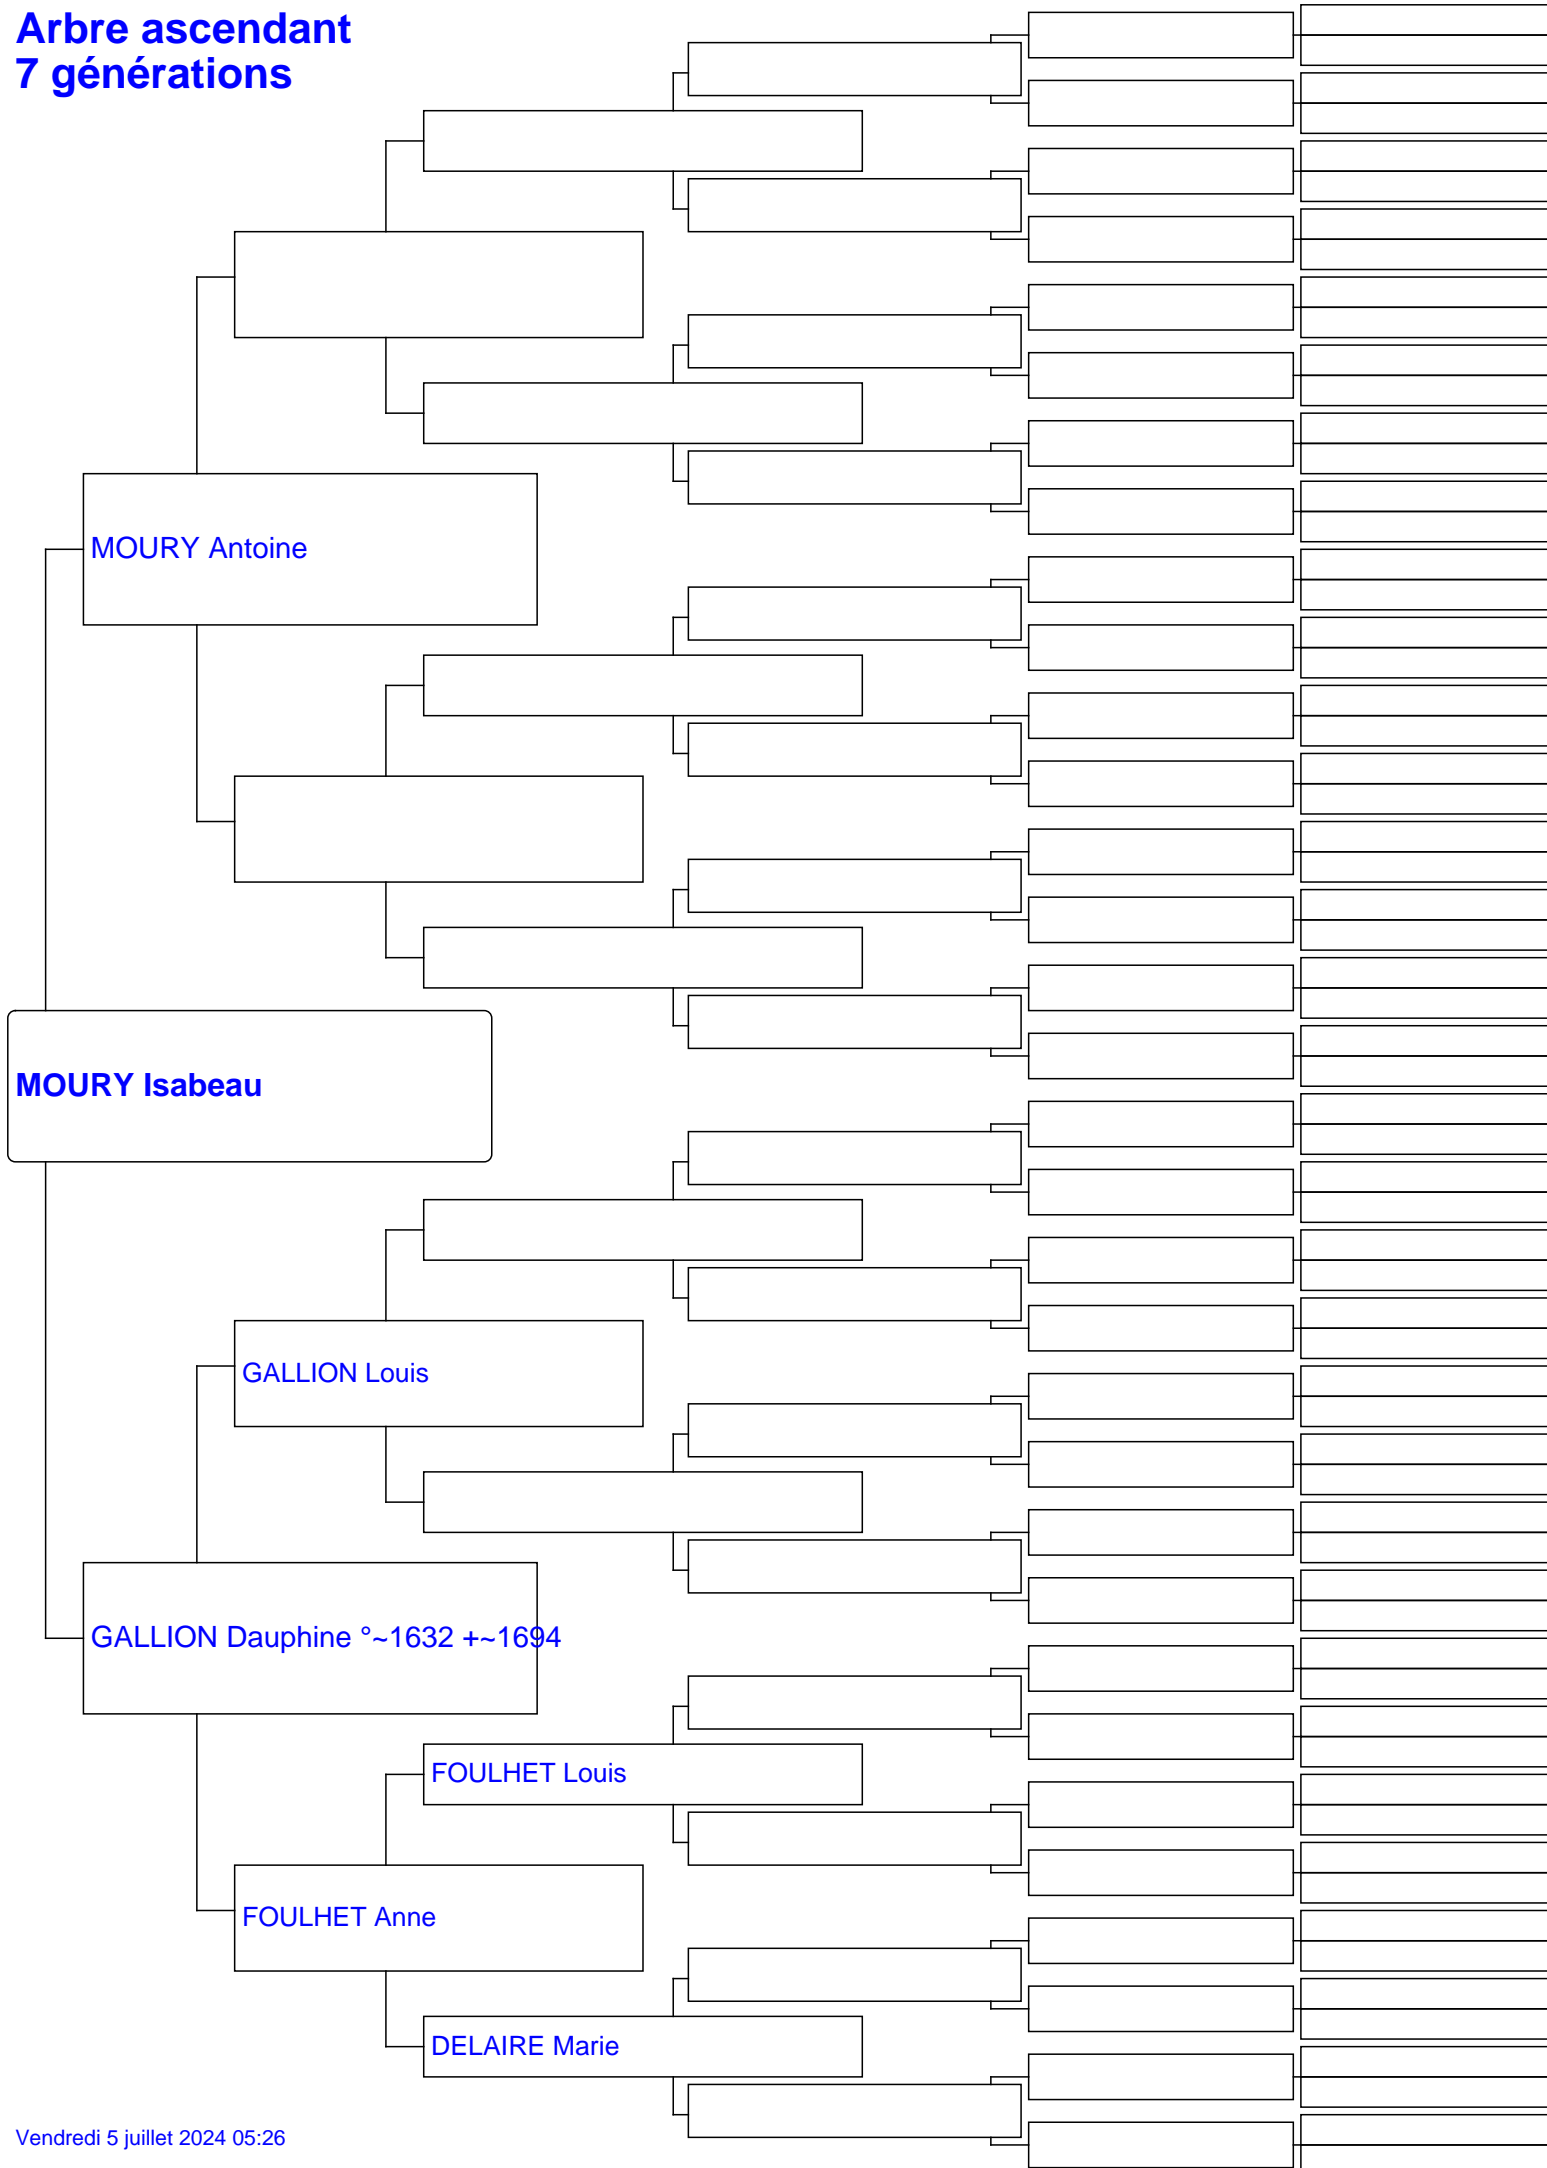 Arbre ascendant
7 générations
MOURY Antoine
MOURY Isabeau
GALLION Louis
GALLION Dauphine °~1632 +~1694
FOULHET Louis
FOULHET Anne
DELAIRE Marie
Vendredi 5 juillet 2024 05:26